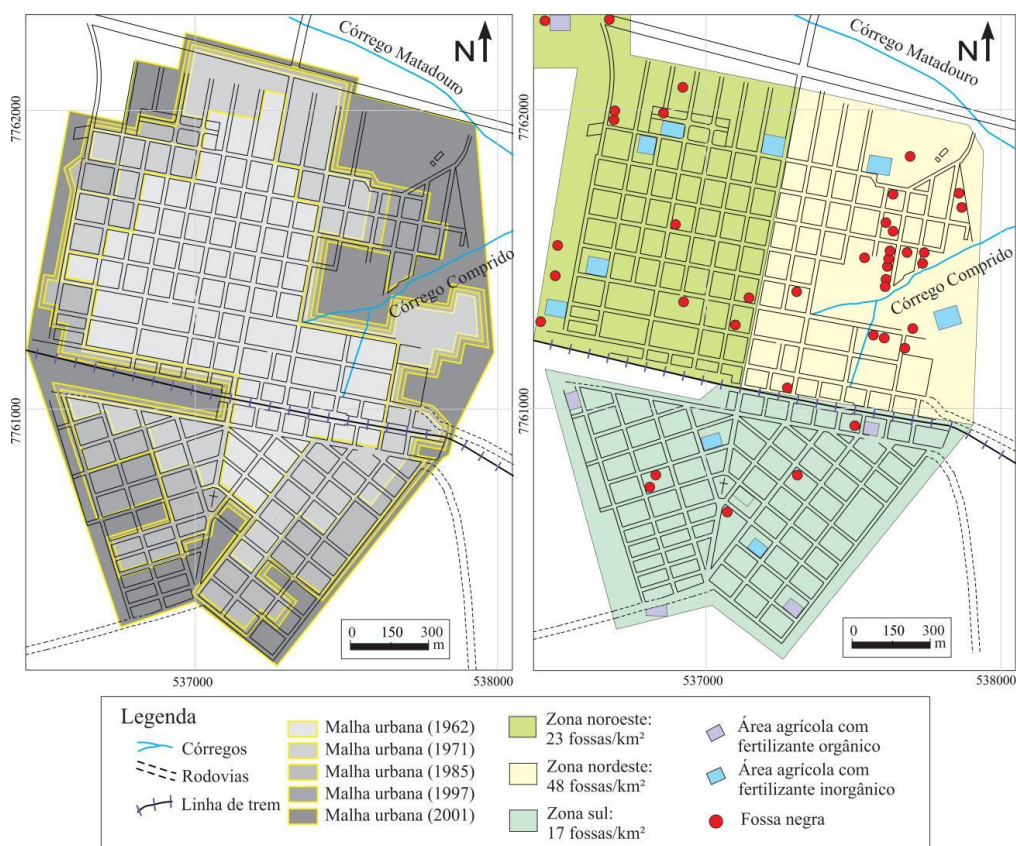 N
Córrego Matadouro
7762000
Córrego Comprido
7761000
0 150 300
m
537000
538000
N
Córrego Matadouro
7762000
Córrego Comprido
7761000
0 150 300
m
537000
538000
Legenda
Córregos
Rodovias
Linha de trem
Malha urbana (1962)
Malha urbana (1971)
Malha urbana (1985)
Malha urbana (1997)
Malha urbana (2001)
Zona noroeste:
23 fossas/km²
Zona nordeste:
48 fossas/km²
Zona sul:
17 fossas/km²
Área agrícola com
fertilizante orgânico
Área agrícola com
fertilizante inorgânico
Fossa negra